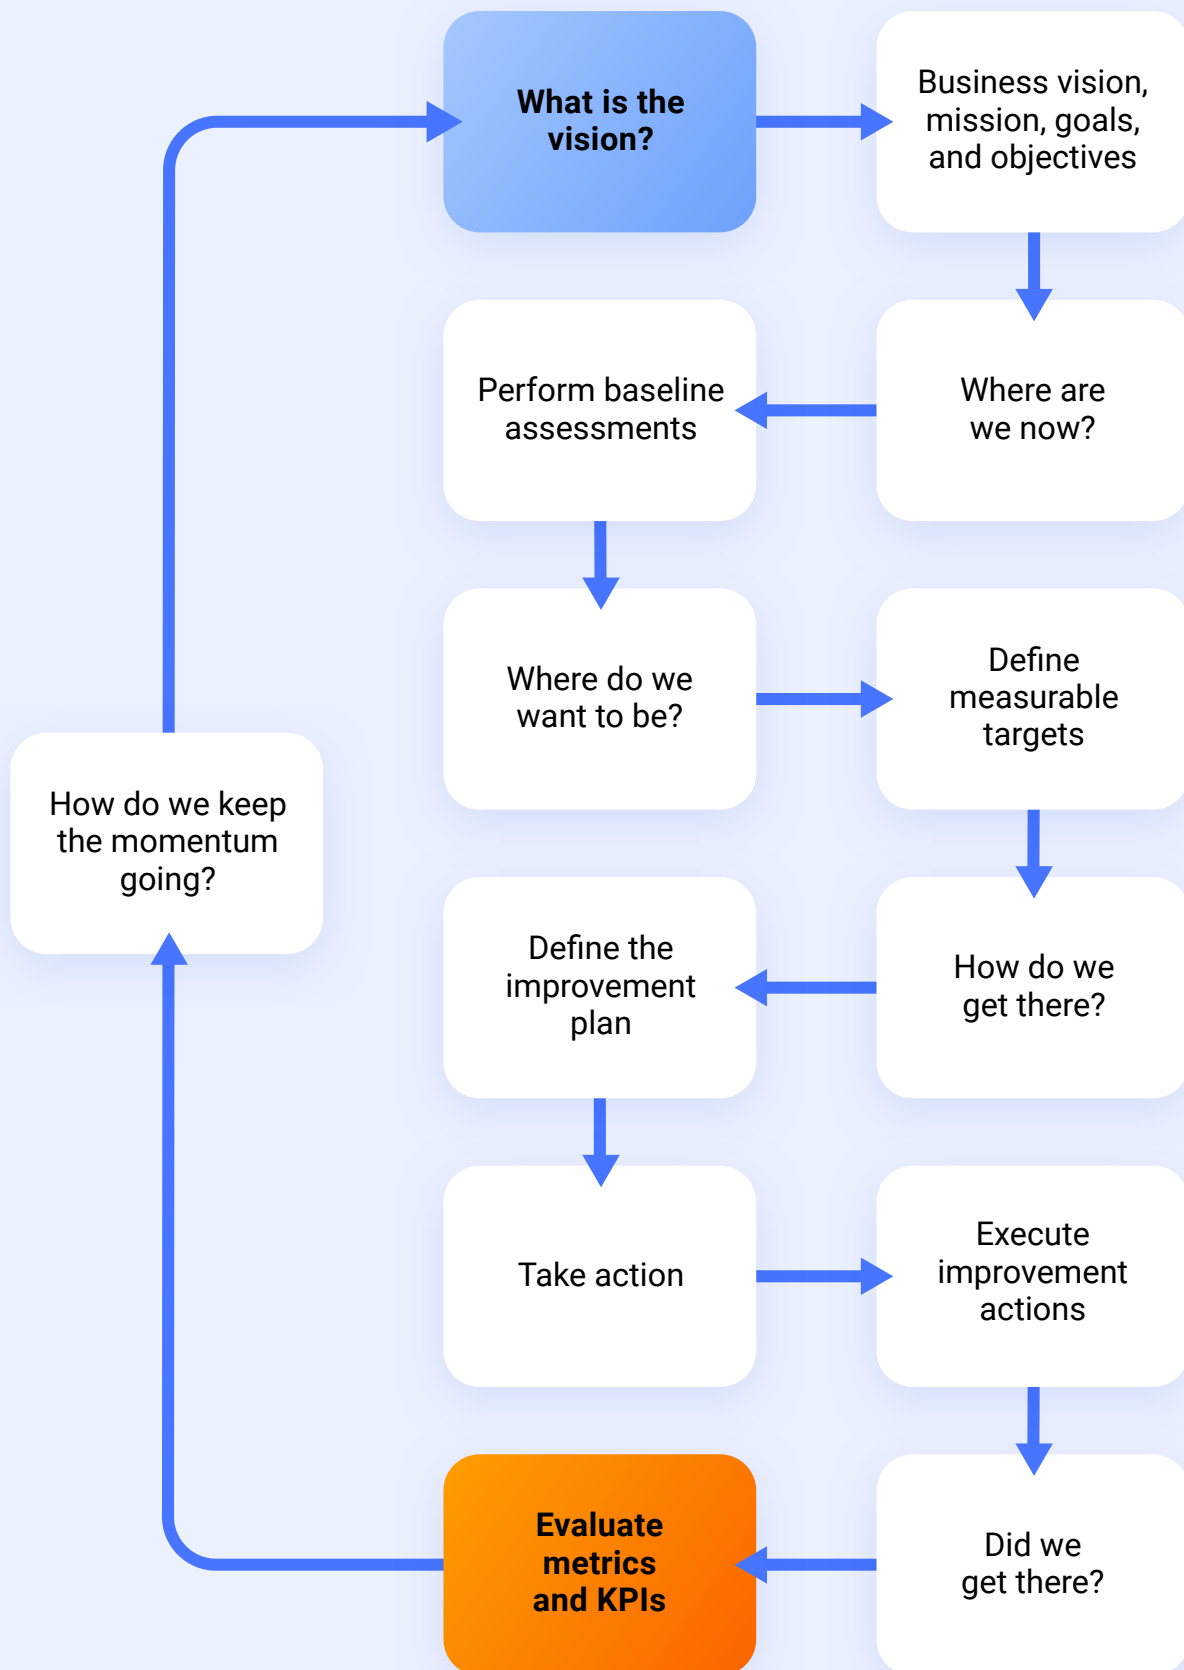 What is the
vision?
Business vision,
mission, goals,
and objectives
Where are
we now?
Perform baseline
assessments
Where do we
want to be?
Define
measurable
targets
How do we
get there?
Define the
improvement
plan
Take action
Execute
improvement
actions
Did we
get there?
Evaluate
metrics
and KPIs
How do we keep
the momentum
going?